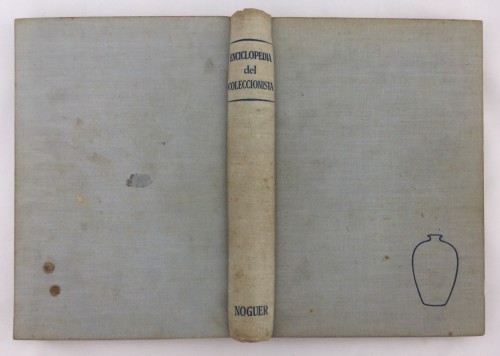 ENCICLOPEDIA
del
COLECCIONISTA
NOGUER